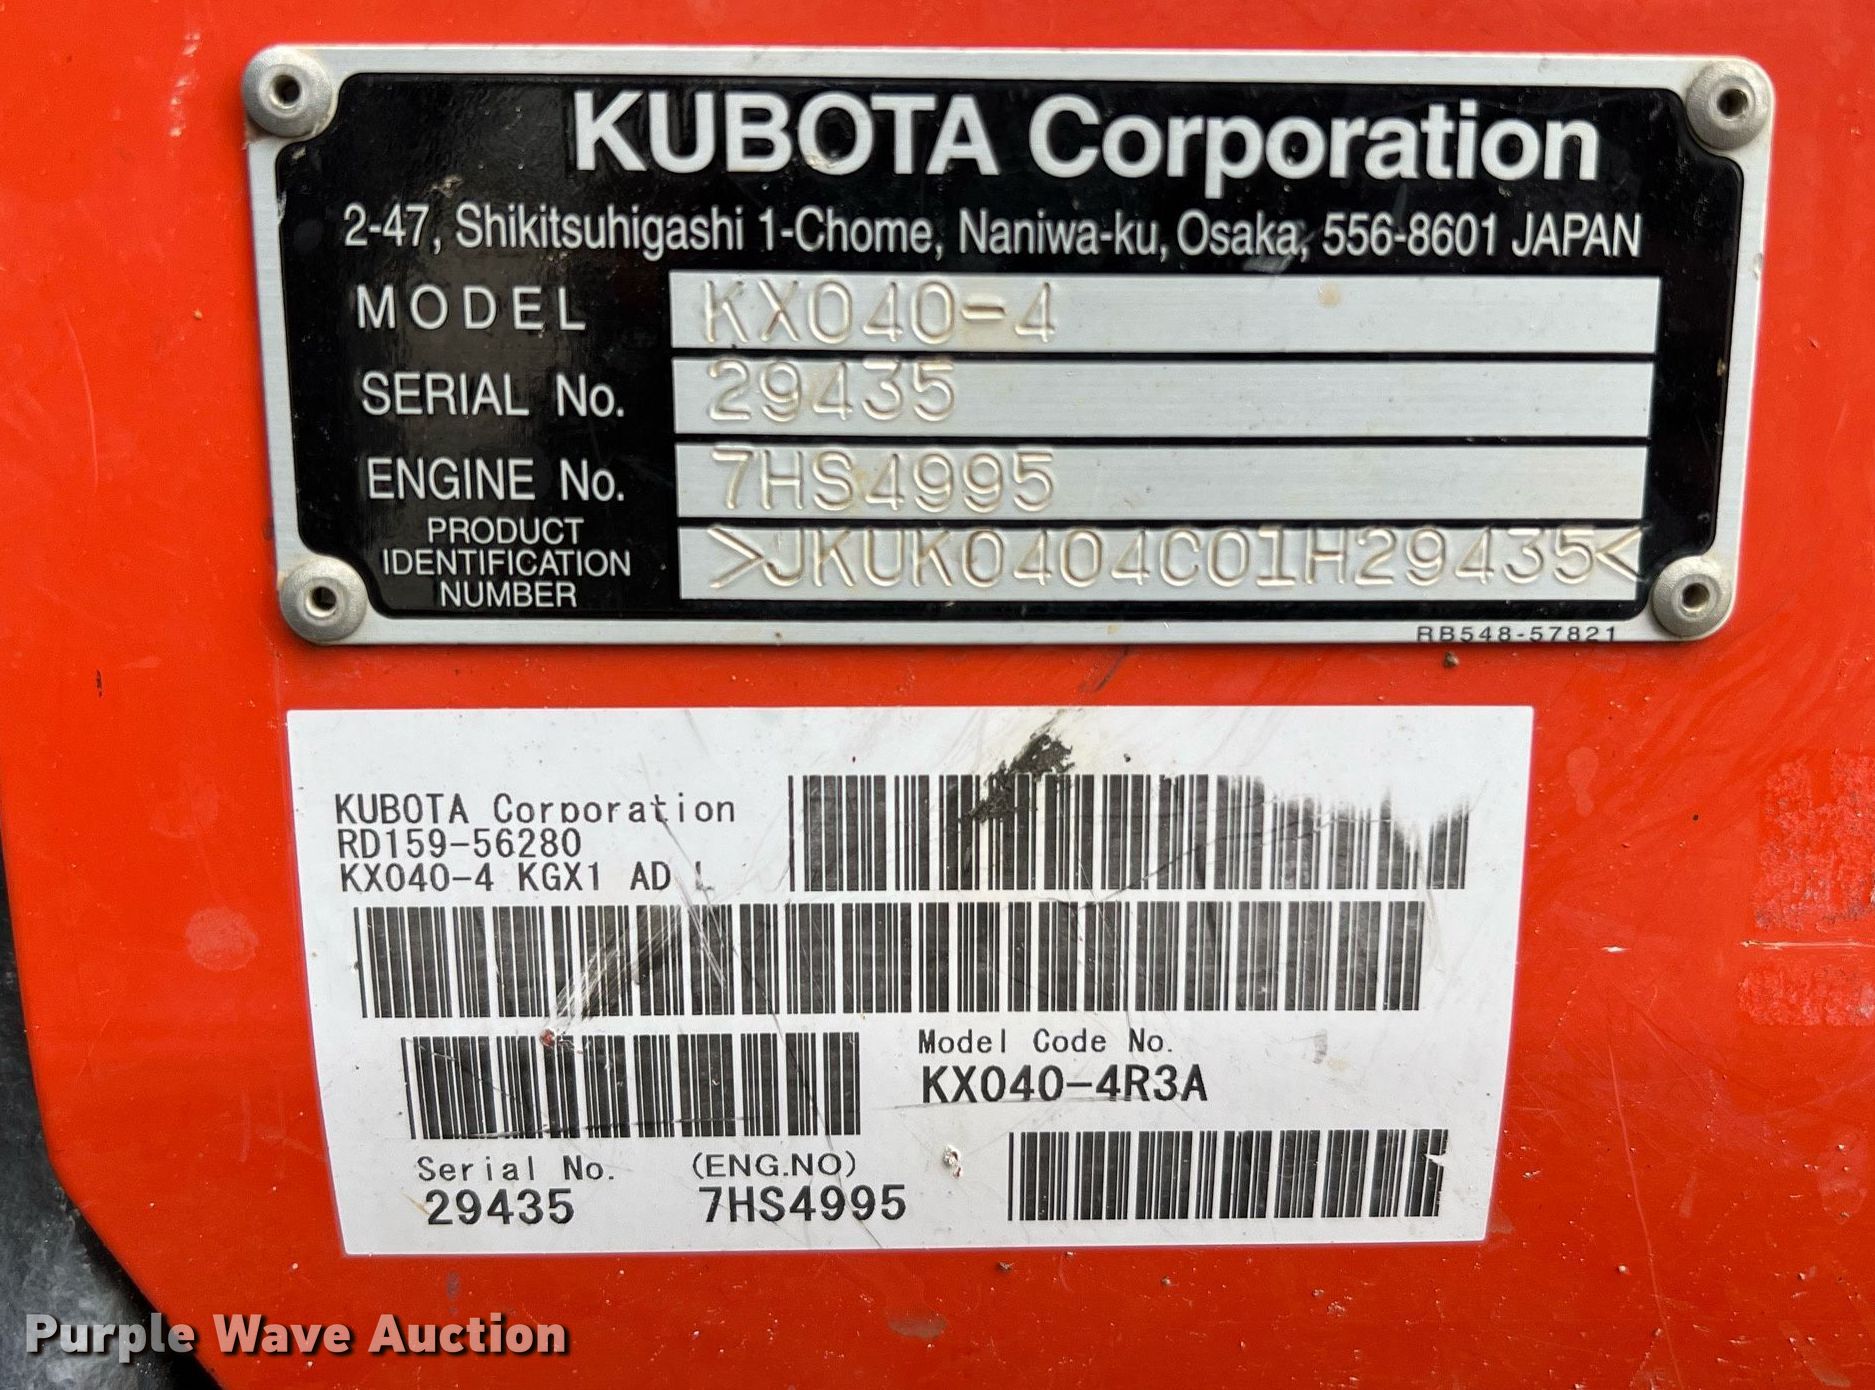 KUBOTA Corporation
2-47, Shikitsuhigashi 1-Chome, Naniwa-ku, Osaka, 556-8601 JAPAN
MODEL KX040-4
SERIAL No. 29435
ENGINE No. 7HS4995
PRODUCT
IDENTIFICATION
NUMBER
>JKUK0404C01H29435<
RB548-57821
KUBOTA Corporation
RD159-56280
KX040-4 KGX1 AD L
Model Code No.
KX040-4R3A
Serial No. (ENG.NO)
29435 7HS4995
Purple Wave Auction